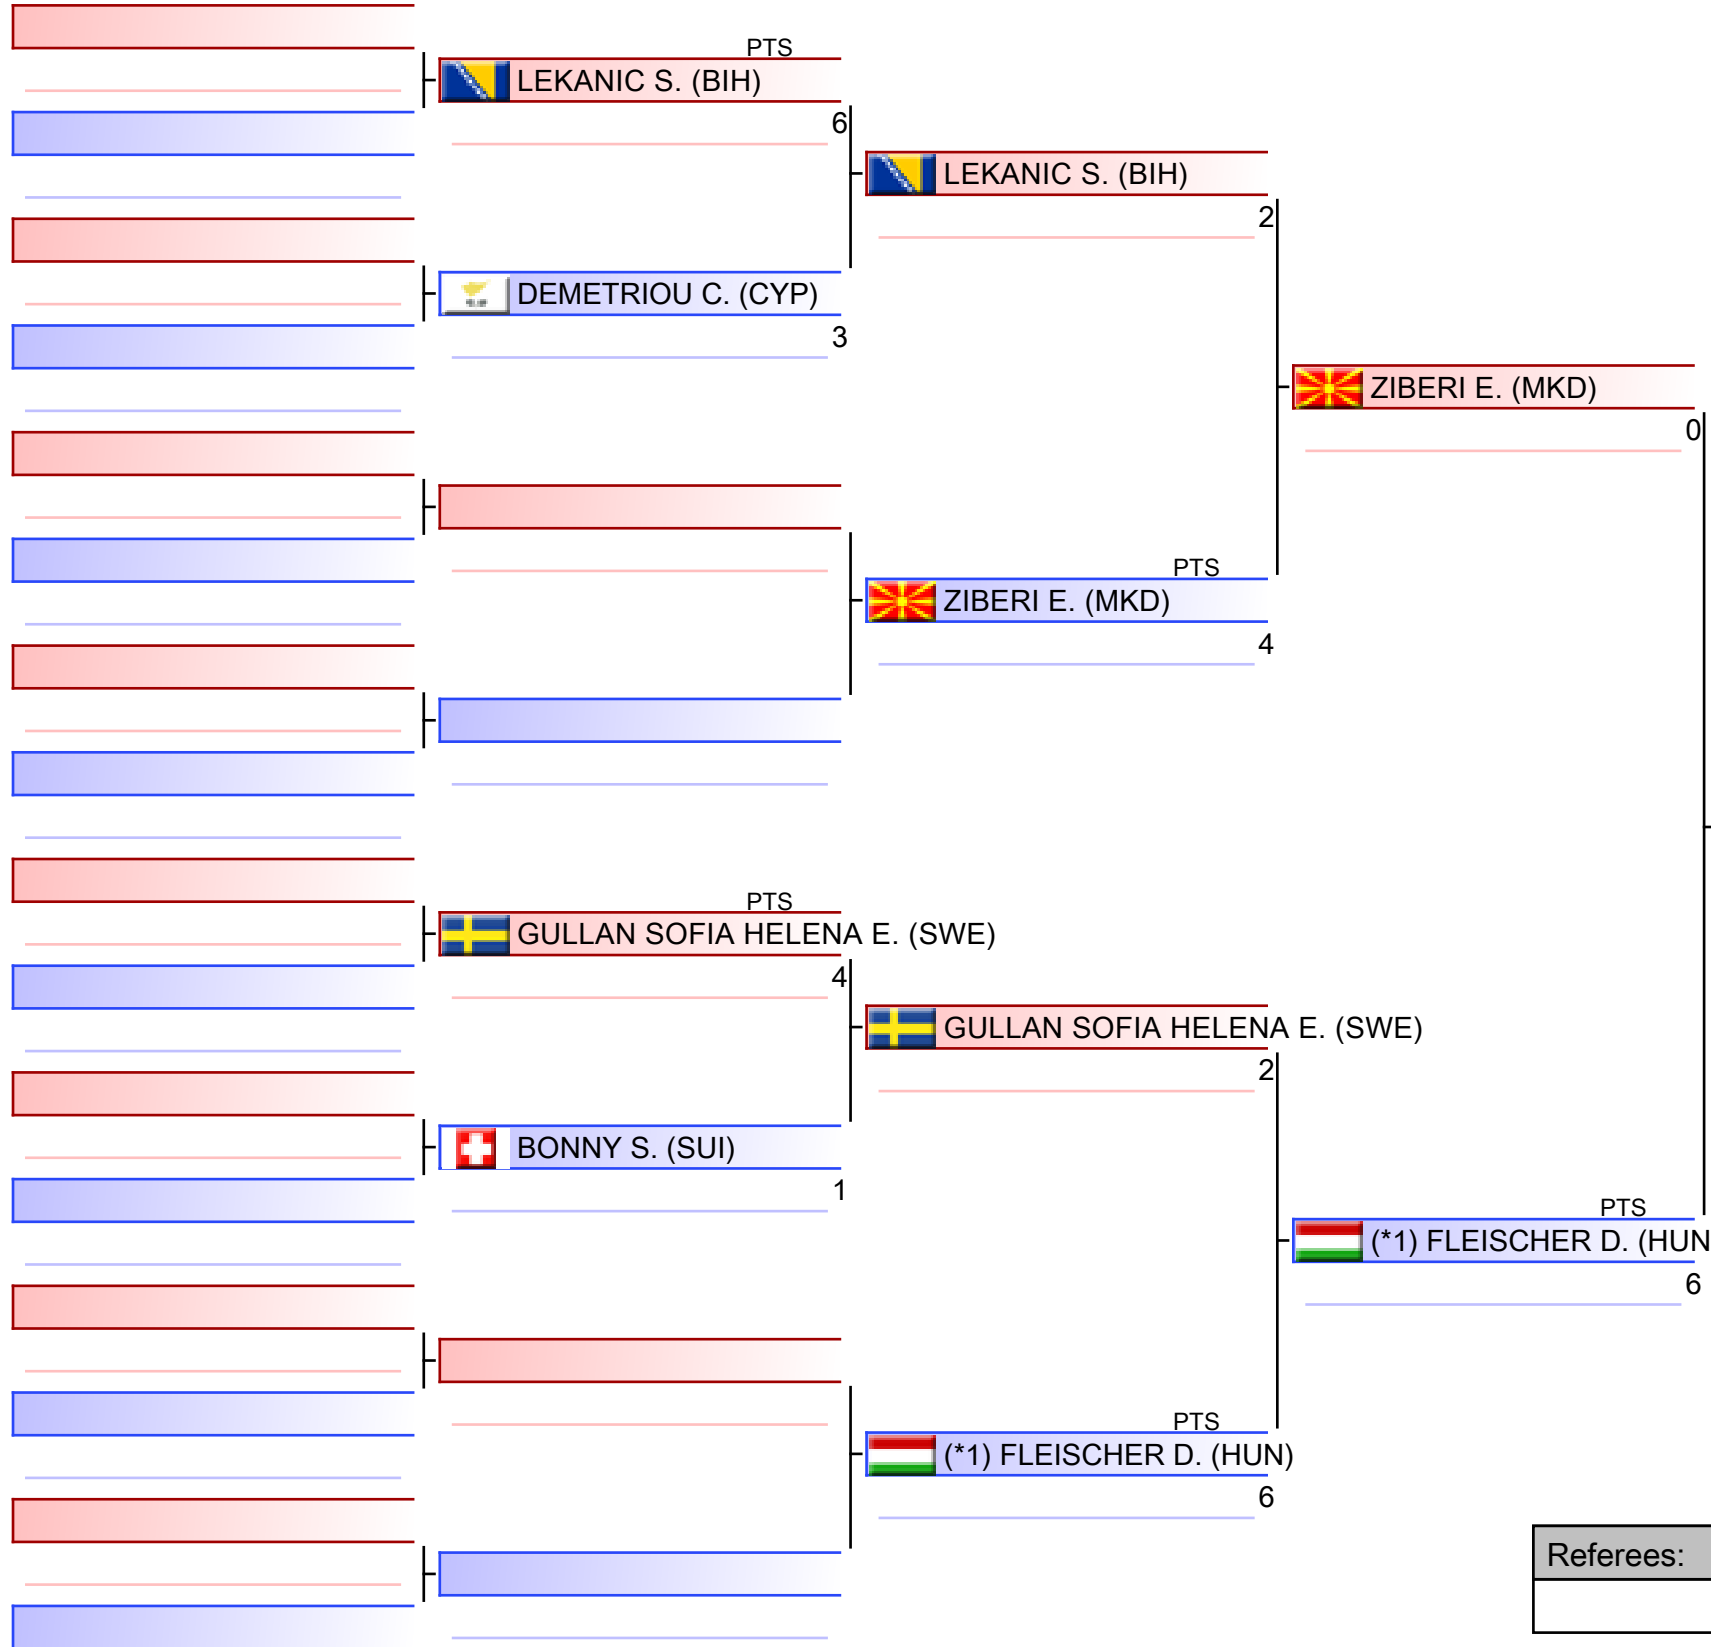 PTS
LEKANIC S. (BIH)
6
LEKANIC S. (BIH)
2
DEMETRIOU C. (CYP)
3
ZIBERI E. (MKD)
0
PTS
ZIBERI E. (MKD)
4
PTS
GULLAN SOFIA HELENA E. (SWE)
4
GULLAN SOFIA HELENA E. (SWE)
2
BONNY S. (SUI)
1
PTS
(*1) FLEISCHER D. (HUN
6
PTS
(*1) FLEISCHER D. (HUN)
6
Referees: